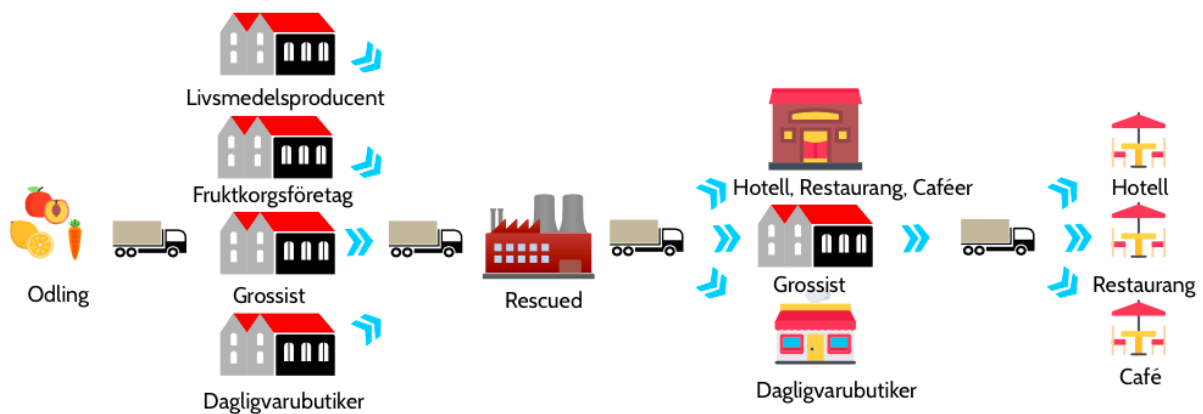 Livsmedelsproducent
Fruktkorgsföretag
Hotell, Restaurang, Caféer
Hotell
Odling
Grossist
Rescued
Grossist
Restaurang
Dagligvarubutiker
Dagligvarubutiker
Café